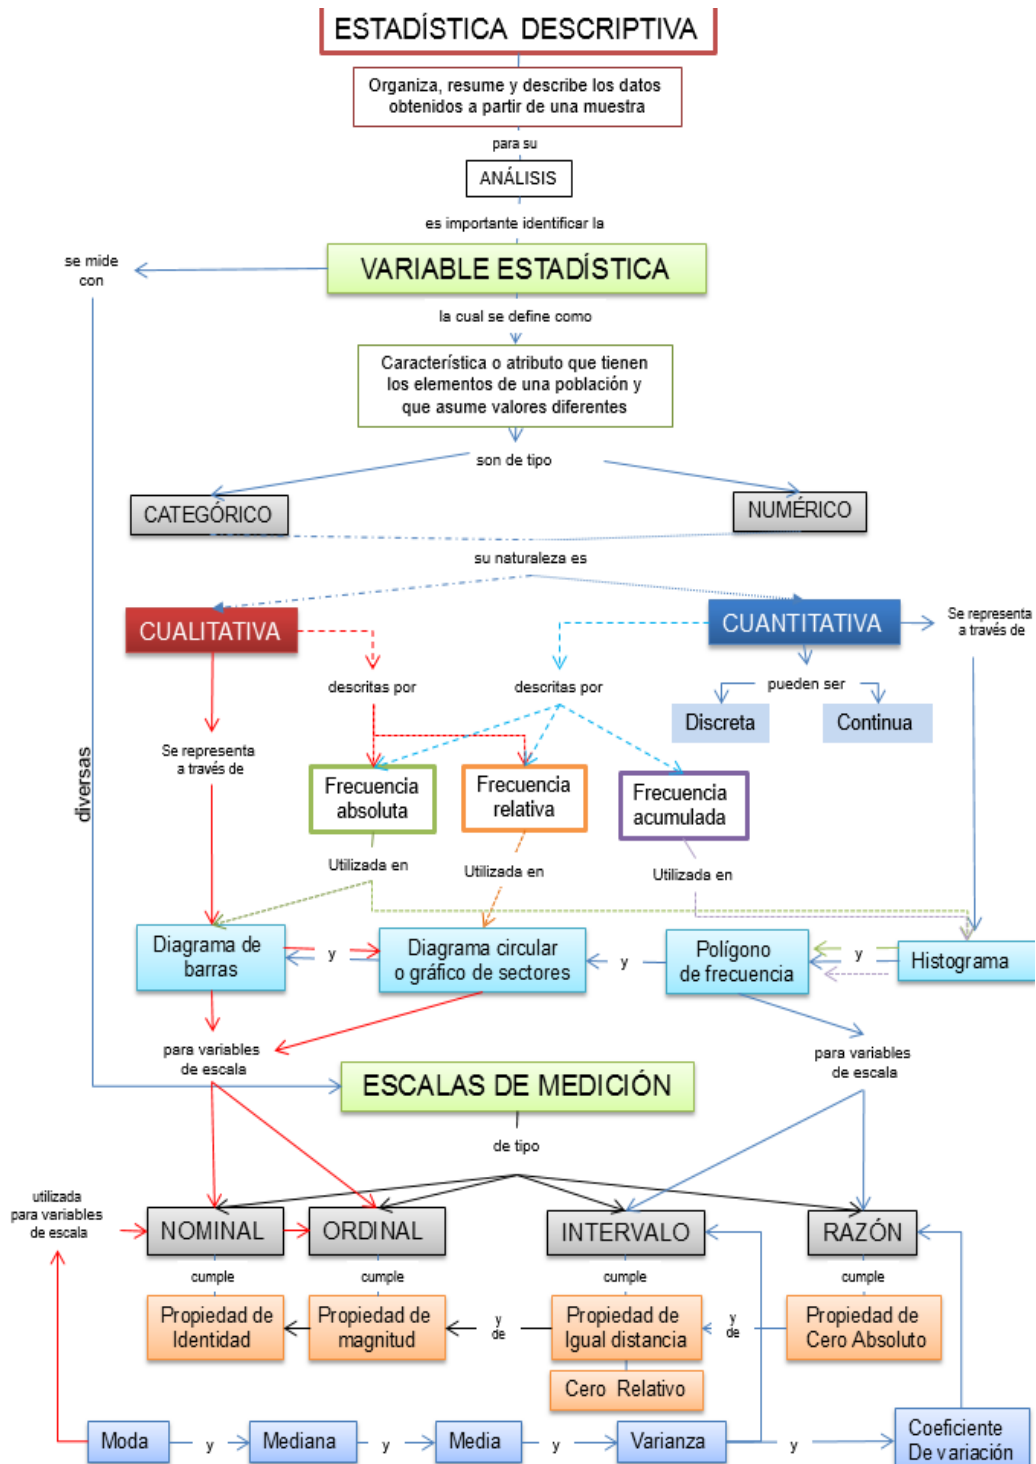 ESTADÍSTICA DESCRIPTIVA
Organiza, resume y describe los datos
obtenidos a partir de una muestra
para su
ANÁLISIS
es importante identificar la
VARIABLE ESTADÍSTICA
se mide
con
la cual se define como
Característica o atributo que tienen
los elementos de una población y
que asume valores diferentes
son de tipo
CATEGÓRICO
NUMÉRICO
su naturaleza es
CUALITATIVA
CUANTITATIVA
Se representa
a través de
descritas por
descritas por
pueden ser
Discreta
Continua
Se representa
a través de
diversas
Frecuencia
absoluta
Frecuencia
relativa
Frecuencia
acumulada
Utilizada en
Utilizada en
Utilizada en
Diagrama de
barras
y
Diagrama circular
o gráfico de sectores
y
Polígono
de frecuencia
y
Histograma
para variables
de escala
para variables
de escala
ESCALAS DE MEDICIÓN
de tipo
utilizada
para variables
de escala
NOMINAL
ORDINAL
INTERVALO
RAZÓN
cumple
cumple
cumple
cumple
Propiedad de
Identidad
Propiedad de
magnitud
y
de
Propiedad de
Igual distancia
y
de
Propiedad de
Cero Absoluto
Cero Relativo
Moda
y
Mediana
y
Media
y
Varianza
y
Coeficiente
De variación